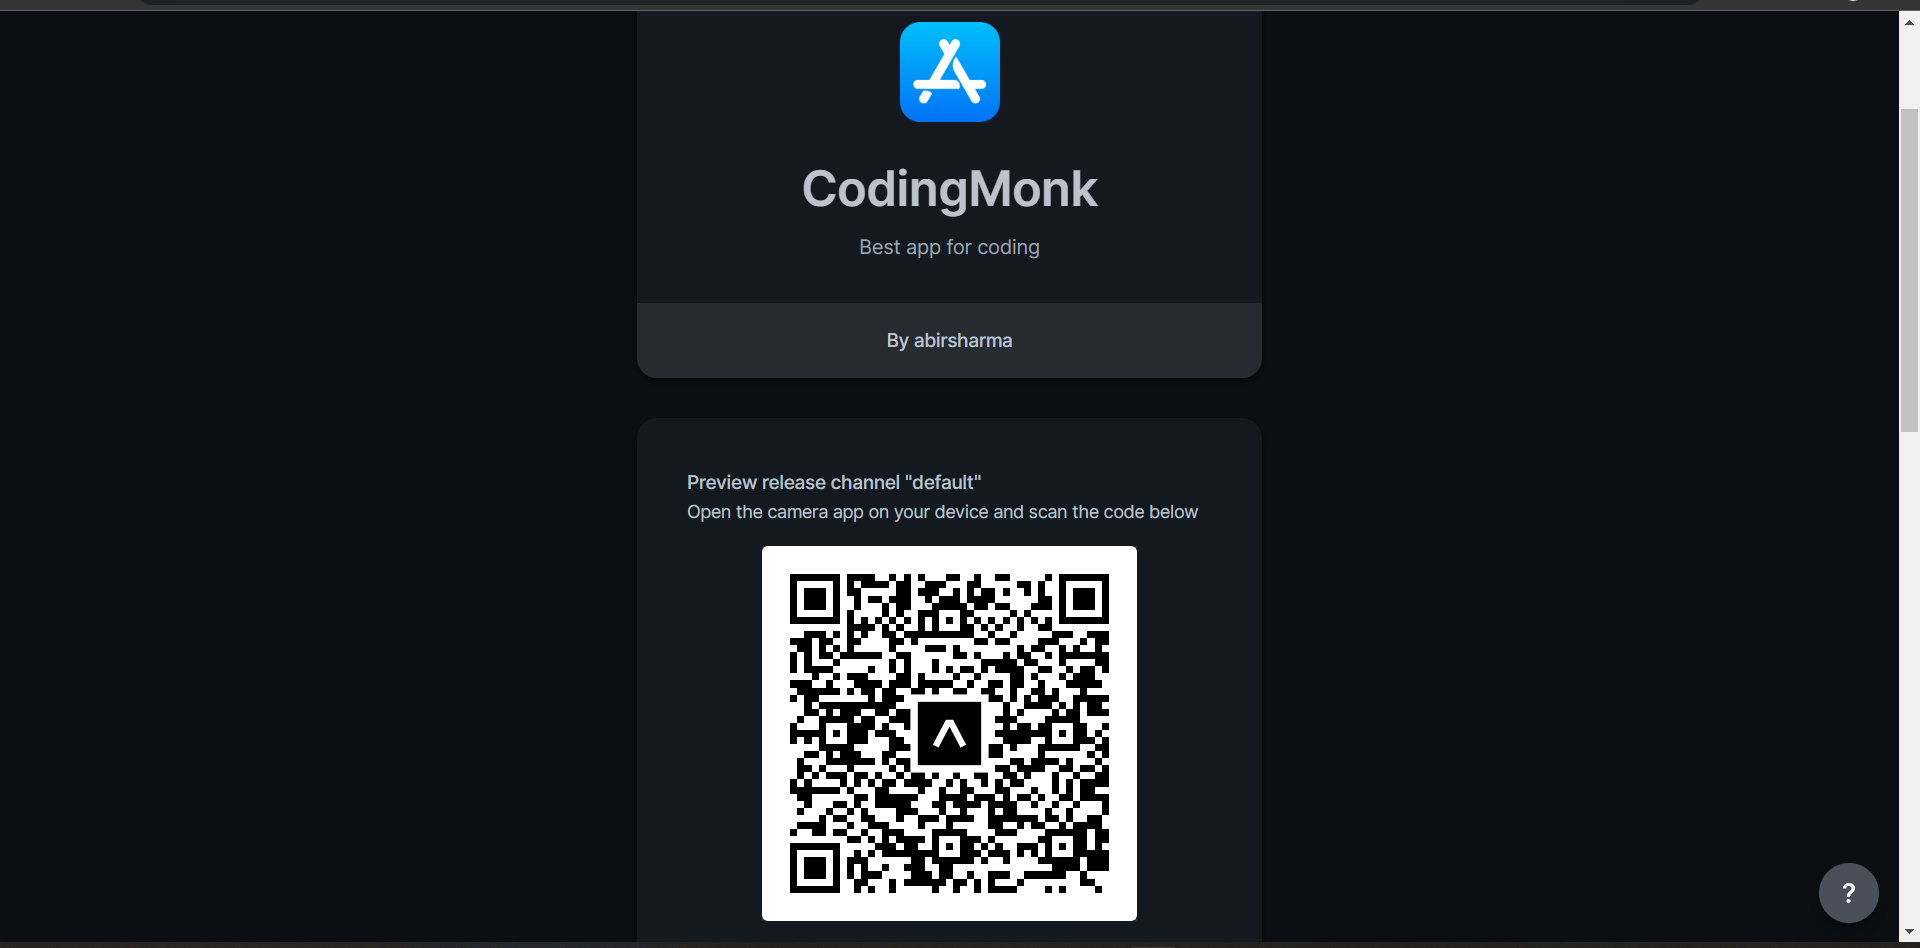 CodingMonk
Best app for coding
By abirsharma
Preview release channel "default"
Open the camera app on your device and scan the code below
?